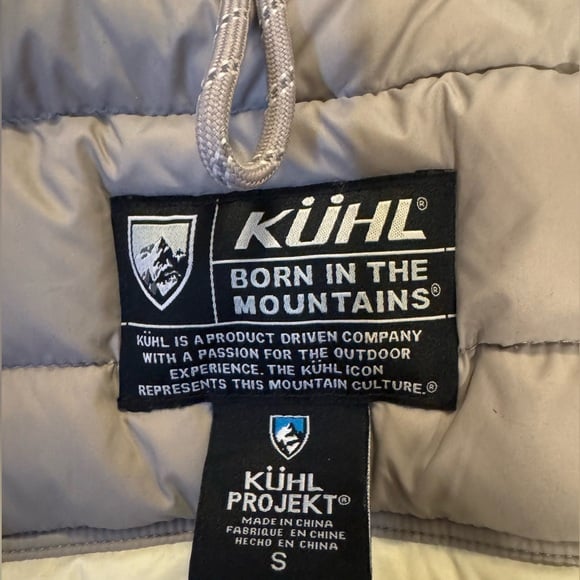 KÜHL®
BORN IN THE
MOUNTAINS®
KÜHL IS A PRODUCT DRIVEN COMPANY
WITH A PASSION FOR THE OUTDOOR
EXPERIENCE. THE KÜHL ICON
REPRESENTS THIS MOUNTAIN CULTURE.®
KÜHL
PROJEKT®
MADE IN CHINA
FABRIQUE EN CHINE
HECHO EN CHINA
S